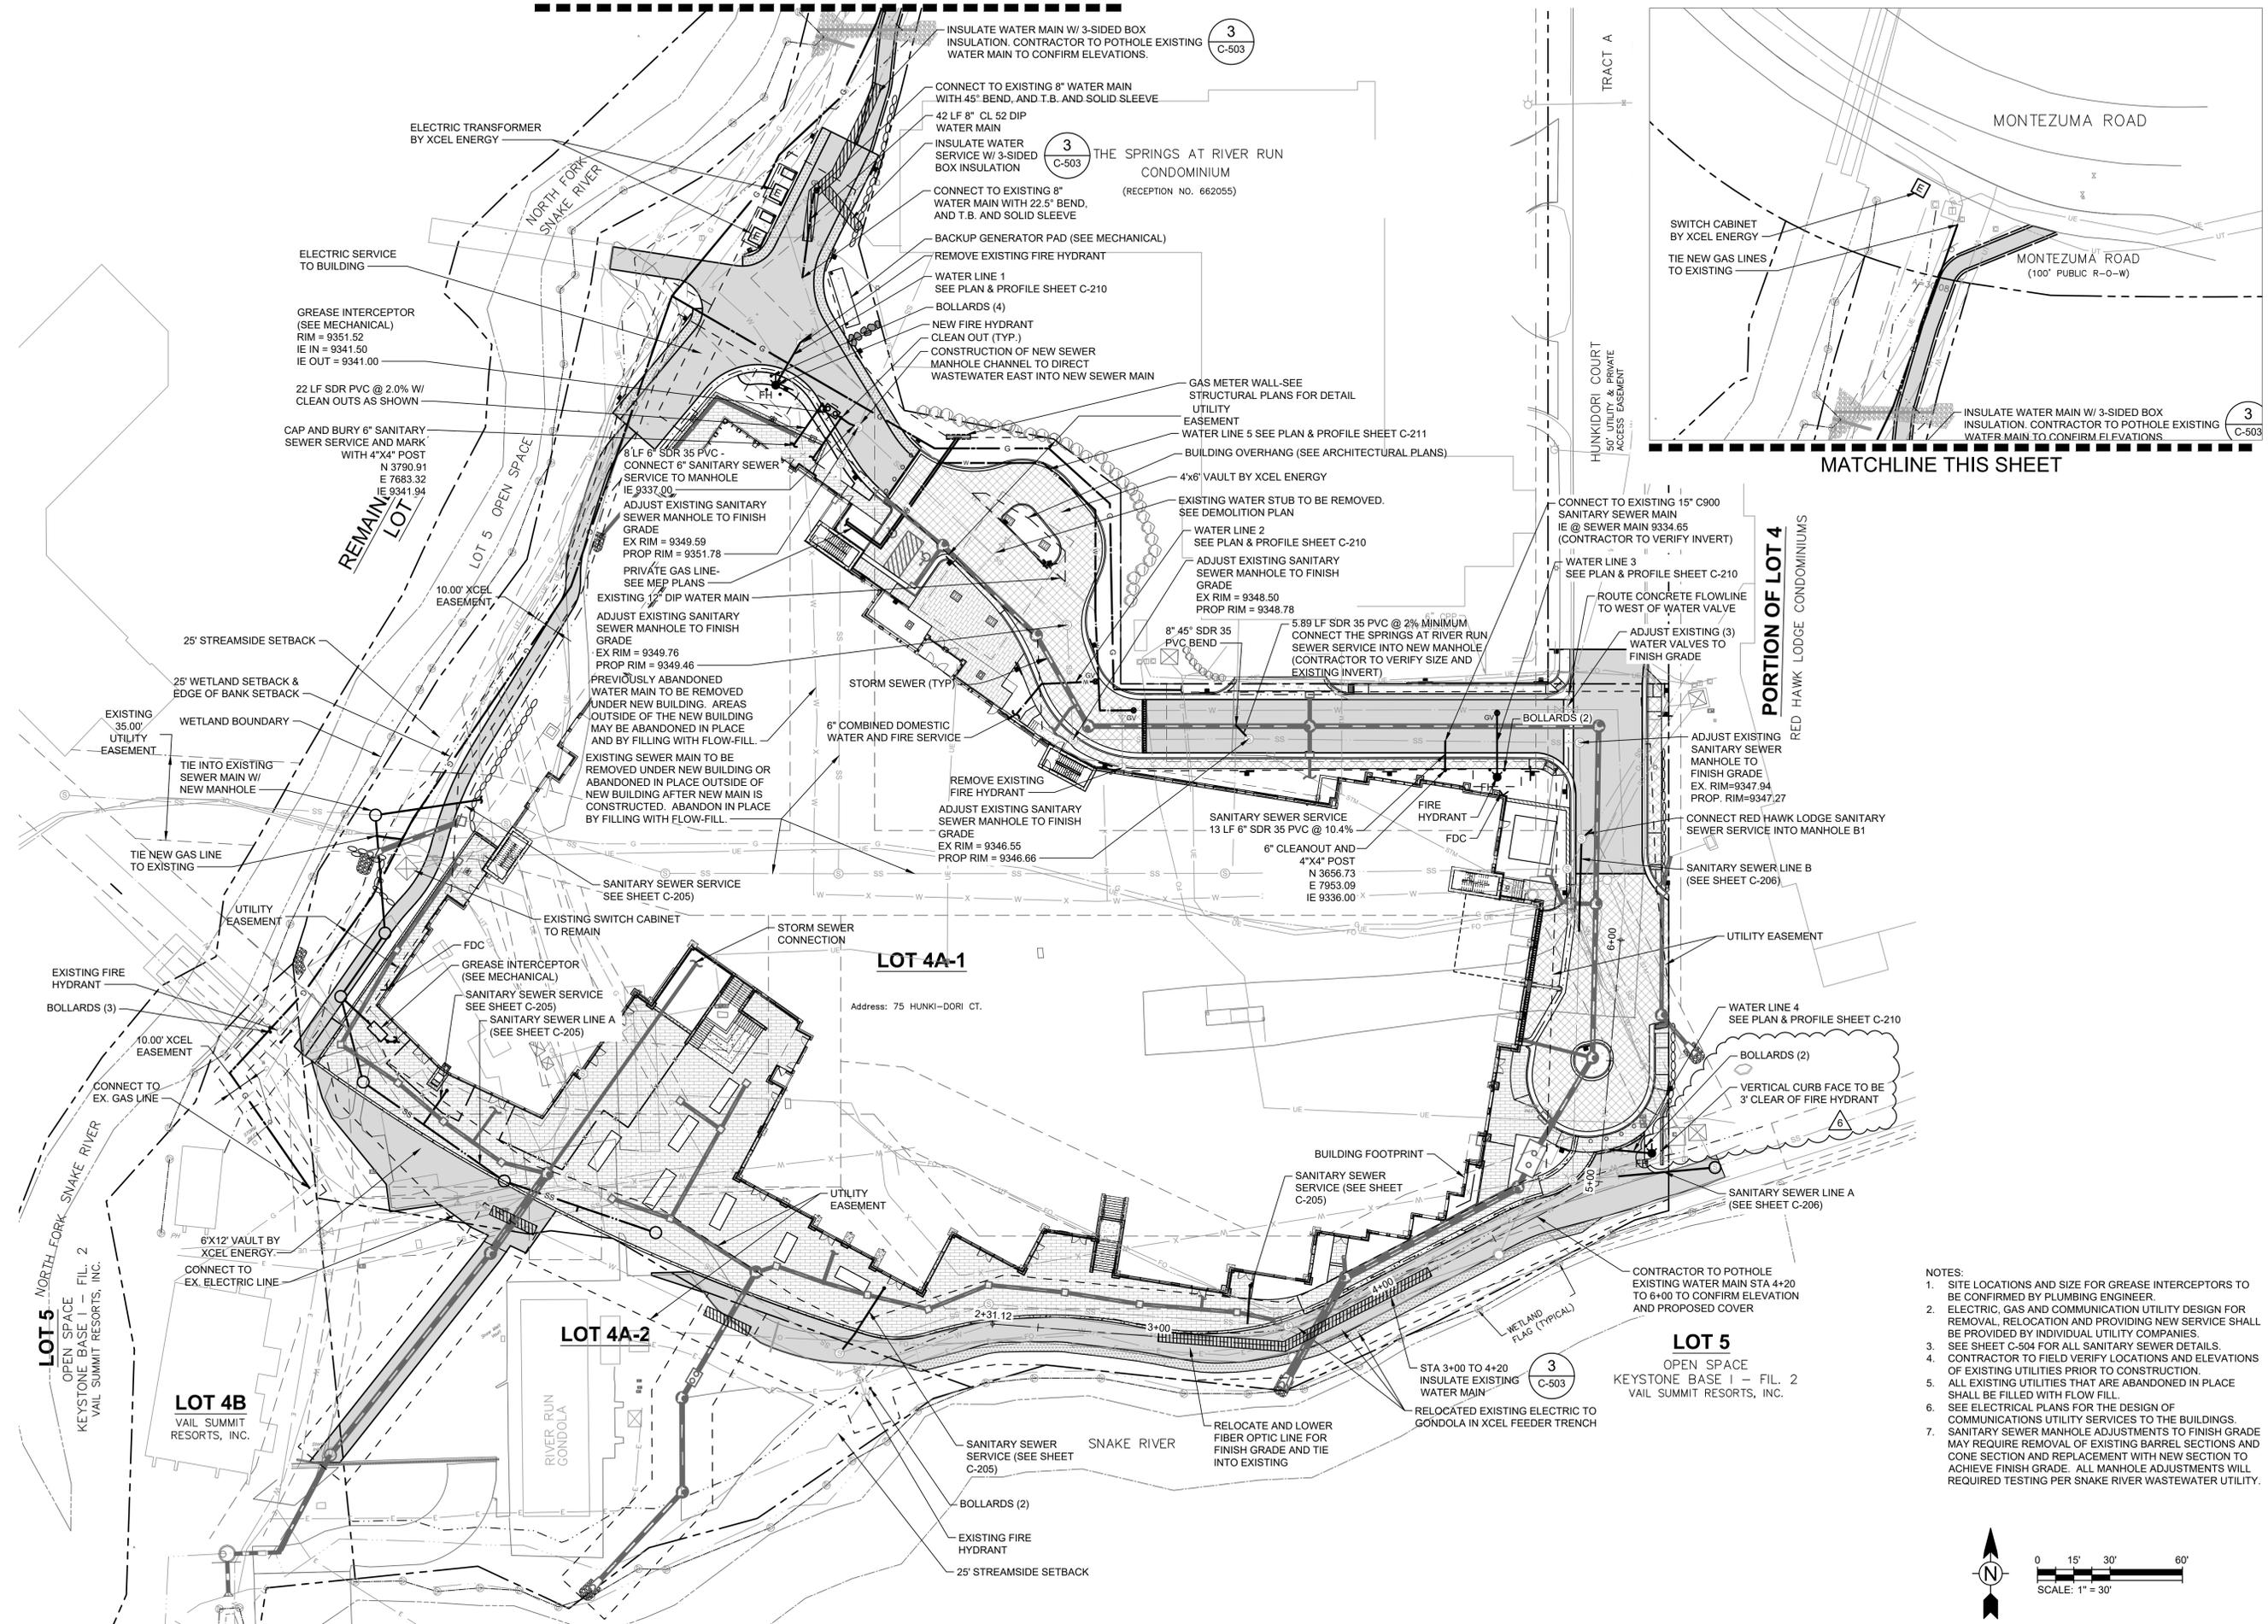 INSULATE WATER MAIN W/ 3-SIDED BOX
INSULATION. CONTRACTOR TO POTHOLE EXISTING
WATER MAIN TO CONFIRM ELEVATIONS.
3
C-503
CONNECT TO EXISTING 8" WATER MAIN
WITH 45° BEND, AND T.B. AND SOLID SLEEVE
42 LF 8" CL 52 DIP
WATER MAIN
INSULATE WATER
SERVICE W/ 3-SIDED
BOX INSULATION
3
C-503
THE SPRINGS AT RIVER RUN
CONDOMINIUM
(RECEPTION NO. 662055)
CONNECT TO EXISTING 8"
WATER MAIN WITH 22.5° BEND,
AND T.B. AND SOLID SLEEVE
BACKUP GENERATOR PAD (SEE MECHANICAL)
REMOVE EXISTING FIRE HYDRANT
WATER LINE 1
SEE PLAN & PROFILE SHEET C-210
BOLLARDS (4)
NEW FIRE HYDRANT
CLEAN OUT (TYP.)
CONSTRUCTION OF NEW SEWER
MANHOLE CHANNEL TO DIRECT
WASTEWATER EAST INTO NEW SEWER MAIN
GAS METER WALL-SEE
STRUCTURAL PLANS FOR DETAIL
UTILITY
EASEMENT
WATER LINE 5 SEE PLAN & PROFILE SHEET C-211
BUILDING OVERHANG (SEE ARCHITECTURAL PLANS)
4'x6' VAULT BY XCEL ENERGY
EXISTING WATER STUB TO BE REMOVED.
SEE DEMOLITION PLAN
WATER LINE 2
SEE PLAN & PROFILE SHEET C-210
ADJUST EXISTING SANITARY
SEWER MANHOLE TO FINISH
GRADE
EX RIM = 9348.50
PROP RIM = 9348.78
ELECTRIC TRANSFORMER
BY XCEL ENERGY
NORTH FORK
SNAKE RIVER
ELECTRIC SERVICE
TO BUILDING
GREASE INTERCEPTOR
(SEE MECHANICAL)
RIM = 9351.52
IE IN = 9341.50
IE OUT = 9341.00
22 LF SDR PVC @ 2.0% W/
CLEAN OUTS AS SHOWN
CAP AND BURY 6" SANITARY
SEWER SERVICE AND MARK
WITH 4"X4" POST
N 3790.91
E 7683.32
IE 9341.94
LOT 5 OPEN SPACE
FH
8 LF 6" SDR 35 PVC -
CONNECT 6" SANITARY SEWER
SERVICE TO MANHOLE
IE 9337.00
ADJUST EXISTING SANITARY
SEWER MANHOLE TO FINISH
GRADE
EX RIM = 9349.59
PROP RIM = 9351.78
PRIVATE GAS LINE-
SEE MEP PLANS
EXISTING 12" DIP WATER MAIN
ADJUST EXISTING SANITARY
SEWER MANHOLE TO FINISH
GRADE
EX RIM = 9349.76
PROP RIM = 9349.46
PREVIOUSLY ABANDONED
WATER MAIN TO BE REMOVED
UNDER NEW BUILDING. AREAS
OUTSIDE OF THE NEW BUILDING
MAY BE ABANDONED IN PLACE
AND BY FILLING WITH FLOW-FILL.
EXISTING SEWER MAIN TO BE
REMOVED UNDER NEW BUILDING OR
ABANDONED IN PLACE OUTSIDE OF
NEW BUILDING AFTER NEW MAIN IS
CONSTRUCTED. ABANDON IN PLACE
BY FILLING WITH FLOW-FILL.
10.00' XCEL
EASEMENT
25' STREAMSIDE SETBACK
25' WETLAND SETBACK &
EDGE OF BANK SETBACK
EXISTING
35.00'
UTILITY
EASEMENT
WETLAND BOUNDARY
TIE INTO EXISTING
SEWER MAIN W/
NEW MANHOLE
TIE NEW GAS LINE
TO EXISTING
UTILITY
EASEMENT
EXISTING FIRE
HYDRANT
BOLLARDS (3)
10.00' XCEL
EASEMENT
CONNECT TO
EX. GAS LINE
STORM SEWER (TYP)
6" COMBINED DOMESTIC
WATER AND FIRE SERVICE
REMOVE EXISTING
FIRE HYDRANT
ADJUST EXISTING SANITARY
SEWER MANHOLE TO FINISH
GRADE
EX RIM = 9346.55
PROP RIM = 9346.66
8" 45° SDR 35
PVC BEND
5.89 LF SDR 35 PVC @ 2% MINIMUM
CONNECT THE SPRINGS AT RIVER RUN
SEWER SERVICE INTO NEW MANHOLE
(CONTRACTOR TO VERIFY SIZE AND
EXISTING INVERT)
BOLLARDS (2)
SANITARY SEWER SERVICE
13 LF 6" SDR 35 PVC @ 10.4%
6" CLEANOUT AND
4"X4" POST
N 3656.73
E 7953.09
IE 9336.00
FIRE
HYDRANT
FDC
TRACT A
HUNKIDORI COURT
50' UTILITY & PRIVATE
ACCESS EASEMENT
CONNECT TO EXISTING 15" C900
SANITARY SEWER MAIN
IE @ SEWER MAIN 9334.65
(CONTRACTOR TO VERIFY INVERT)
WATER LINE 3
SEE PLAN & PROFILE SHEET C-210
ROUTE CONCRETE FLOWLINE
TO WEST OF WATER VALVE
ADJUST EXISTING (3)
WATER VALVES TO
FINISH GRADE
PORTION OF LOT 4
RED HAWK LODGE CONDOMINIUMS
ADJUST EXISTING
SANITARY SEWER
MANHOLE TO
FINISH GRADE
EX. RIM=9347.94
PROP. RIM=9347.27
CONNECT RED HAWK LODGE SANITARY
SEWER SERVICE INTO MANHOLE B1
SANITARY SEWER LINE B
(SEE SHEET C-206)
UTILITY EASEMENT
6+00
WATER LINE 4
SEE PLAN & PROFILE SHEET C-210
BOLLARDS (2)
VERTICAL CURB FACE TO BE
3' CLEAR OF FIRE HYDRANT
6
5+00
SANITARY SEWER LINE A
(SEE SHEET C-206)
MONTEZUMA ROAD
SWITCH CABINET
BY XCEL ENERGY
TIE NEW GAS LINES
TO EXISTING
MONTEZUMA ROAD
(100' PUBLIC R-O-W)
INSULATE WATER MAIN W/ 3-SIDED BOX
INSULATION. CONTRACTOR TO POTHOLE EXISTING
WATER MAIN TO CONFIRM ELEVATIONS
3
C-503
MATCHLINE THIS SHEET
SANITARY SEWER SERVICE
SEE SHEET C-205)
EXISTING SWITCH CABINET
TO REMAIN
FDC
GREASE INTERCEPTOR
(SEE MECHANICAL)
SANITARY SEWER SERVICE
SEE SHEET C-205)
SANITARY SEWER LINE A
(SEE SHEET C-205)
STORM SEWER
CONNECTION
LOT 4A-1
Address: 75 HUNKI-DORI CT.
BUILDING FOOTPRINT
SANITARY SEWER
SERVICE (SEE SHEET
C-205)
UTILITY
EASEMENT
6'X12' VAULT BY
XCEL ENERGY
CONNECT TO
EX. ELECTRIC LINE
NORTH FORK SNAKE RIVER
LOT 5
OPEN SPACE
KEYSTONE BASE I - FIL. 2
VAIL SUMMIT RESORTS, INC.
LOT 4B
VAIL SUMMIT
RESORTS, INC.
LOT 4A-2
RIVER RUN
GONDOLA
2+31.12
3+00
4+00
STA 3+00 TO 4+20
INSULATE EXISTING
WATER MAIN
3
C-503
RELOCATED EXISTING ELECTRIC TO
GONDOLA IN XCEL FEEDER TRENCH
RELOCATE AND LOWER
FIBER OPTIC LINE FOR
FINISH GRADE AND TIE
INTO EXISTING
SNAKE RIVER
SANITARY SEWER
SERVICE (SEE SHEET
C-205)
BOLLARDS (2)
EXISTING FIRE
HYDRANT
25' STREAMSIDE SETBACK
WETLAND
FLAG (TYPICAL)
CONTRACTOR TO POTHOLE
EXISTING WATER MAIN STA 4+20
TO 6+00 TO CONFIRM ELEVATION
AND PROPOSED COVER
LOT 5
OPEN SPACE
KEYSTONE BASE I - FIL. 2
VAIL SUMMIT RESORTS, INC.
NOTES:
1. SITE LOCATIONS AND SIZE FOR GREASE INTERCEPTORS TO
BE CONFIRMED BY PLUMBING ENGINEER.
2. ELECTRIC, GAS AND COMMUNICATION UTILITY DESIGN FOR
REMOVAL, RELOCATION AND PROVIDING NEW SERVICE SHALL
BE PROVIDED BY INDIVIDUAL UTILITY COMPANIES.
3. SEE SHEET C-504 FOR ALL SANITARY SEWER DETAILS.
4. CONTRACTOR TO FIELD VERIFY LOCATIONS AND ELEVATIONS
OF EXISTING UTILITIES PRIOR TO CONSTRUCTION.
5. ALL EXISTING UTILITIES THAT ARE ABANDONED IN PLACE
SHALL BE FILLED WITH FLOW FILL.
6. SEE ELECTRICAL PLANS FOR THE DESIGN OF
COMMUNICATIONS UTILITY SERVICES TO THE BUILDINGS.
7. SANITARY SEWER MANHOLE ADJUSTMENTS TO FINISH GRADE
MAY REQUIRE REMOVAL OF EXISTING BARREL SECTIONS AND
CONE SECTION AND REPLACEMENT WITH NEW SECTION TO
ACHIEVE FINISH GRADE. ALL MANHOLE ADJUSTMENTS WILL
REQUIRED TESTING PER SNAKE RIVER WASTEWATER UTILITY.
N
0 15' 30' 60'
SCALE: 1" = 30'